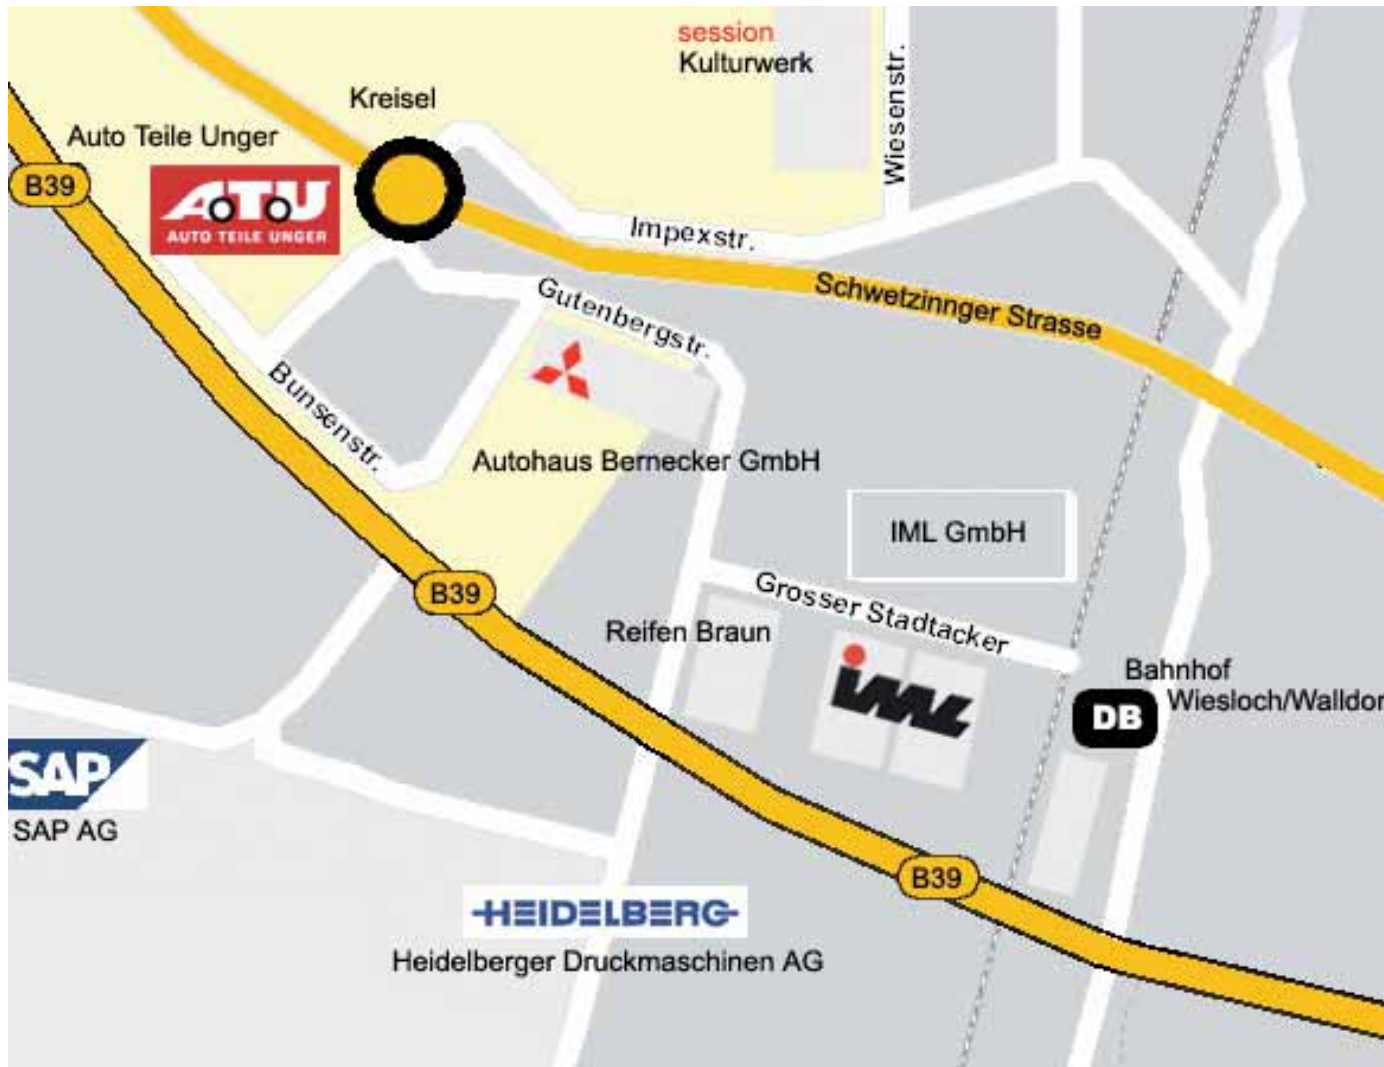 session
Kulturwerk
Wiesenstr.
Kreisel
Auto Teile Unger
B39
ATU
AUTO TEILE UNGER
Impexstr.
Schwetzinnger Strasse
Gutenbergstr.
Bunsenstr.
Autohaus Bernecker GmbH
IML GmbH
B39
Grosser Stadtacker
Reifen Braun
iML
Bahnhof
Wiesloch/Walldor
DB
SAP
SAP AG
B39
HEIDELBERG
Heidelberger Druckmaschinen AG